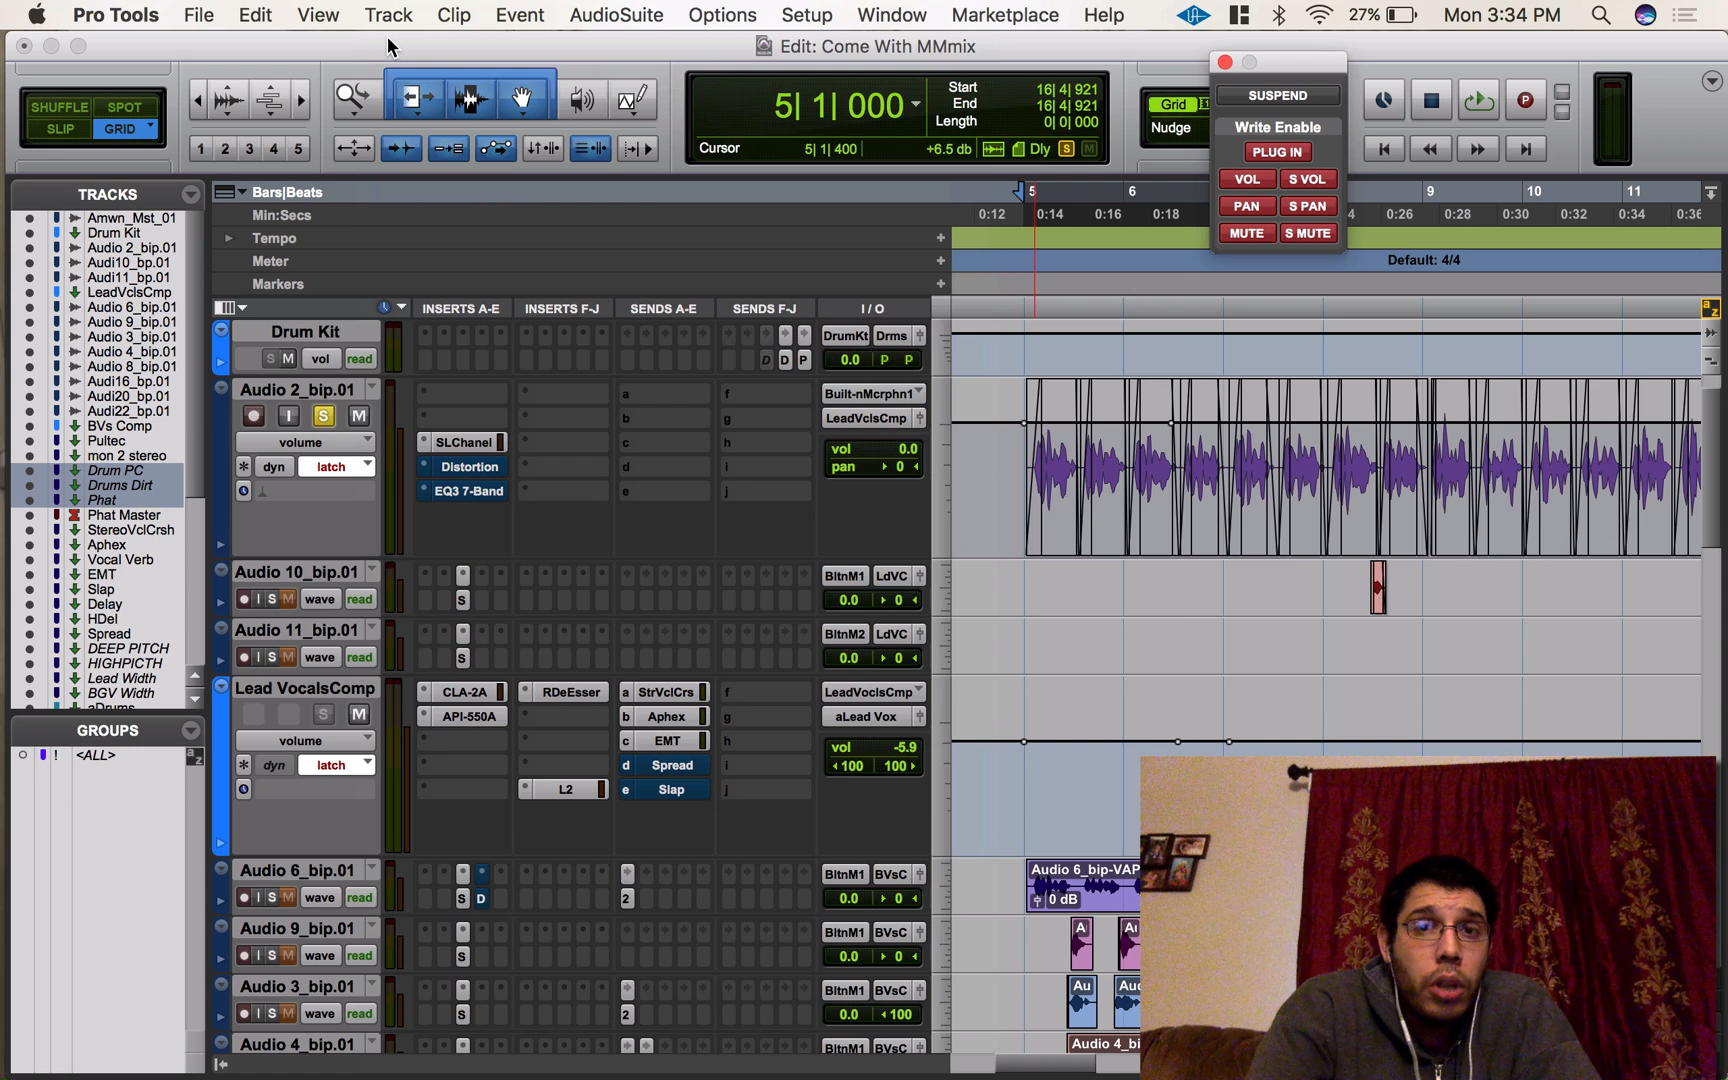 Pro Tools File Edit View Track Clip Event AudioSuite Options Setup Window Marketplace Help 27% Mon 3:34 PM
Edit: Come With MMmix
SHUFFLE SPOT
SLIP GRID
1 2 3 4 5
5| 1| 000
Start 16| 4| 921
End 16| 4| 921
Length 0| 0| 000
Cursor 5| 1| 400 +6.5 db Dly S M
Grid
Nudge
SUSPEND
Write Enable
PLUG IN
VOL S VOL
PAN S PAN
MUTE S MUTE
P
TRACKS
Amwn_Mst_01
Drum Kit
Audio 2_bip.01
Audi10_bp.01
Audi11_bp.01
LeadVclsCmp
Audio 6_bip.01
Audio 9_bip.01
Audio 3_bip.01
Audio 4_bip.01
Audio 8_bip.01
Audi16_bp.01
Audi20_bp.01
Audi22_bp.01
BVs Comp
Pultec
mon 2 stereo
Drum PC
Drums Dirt
Phat
Phat Master
StereoVclCrsh
Aphex
Vocal Verb
EMT
Slap
Delay
HDel
Spread
DEEP PITCH
HIGHPICTH
Lead Width
BGV Width
aDrums
GROUPS
! <ALL> a z
Bars|Beats 5 6 9 10 11
Min:Secs 0:12 0:14 0:16 0:18 4 0:26 0:28 0:30 0:32 0:34 0:36
Tempo
Meter Default: 4/4
Markers
INSERTS A-E INSERTS F-J SENDS A-E SENDS F-J I / O
a z
Drum Kit DrumKt Drms
S M vol read D D P 0.0 P P
Audio 2_bip.01 a f Built-nMcrphn1
I S M b g LeadVclsCmp
volume SLChanel c h vol 0.0
dyn latch Distortion d i pan 0
EQ3 7-Band e j
Audio 10_bip.01 BltnM1 LdVC
I S M wave read S 0.0 0
Audio 11_bip.01 BltnM2 LdVC
I S M wave read S 0.0 0
Lead VocalsComp CLA-2A RDeEsser a StrVclCrs f LeadVoclsCmp
S M API-550A b Aphex g aLead Vox
volume c EMT h vol -5.9
dyn latch d Spread i 100 100
L2 e Slap j
Audio 6_bip.01 BltnM1 BVsC Audio 6_bip-VAP
I S M wave read S D 2 0.0 0 0 dB
Audio 9_bip.01 BltnM1 BVsC A Au
I S M wave read S 0.0 0
Audio 3_bip.01 BltnM1 BVsC Au Aud
I S M wave read S 2 0.0 100
Audio 4_bip.01 BltnM1 BVsC Audio 4_bi